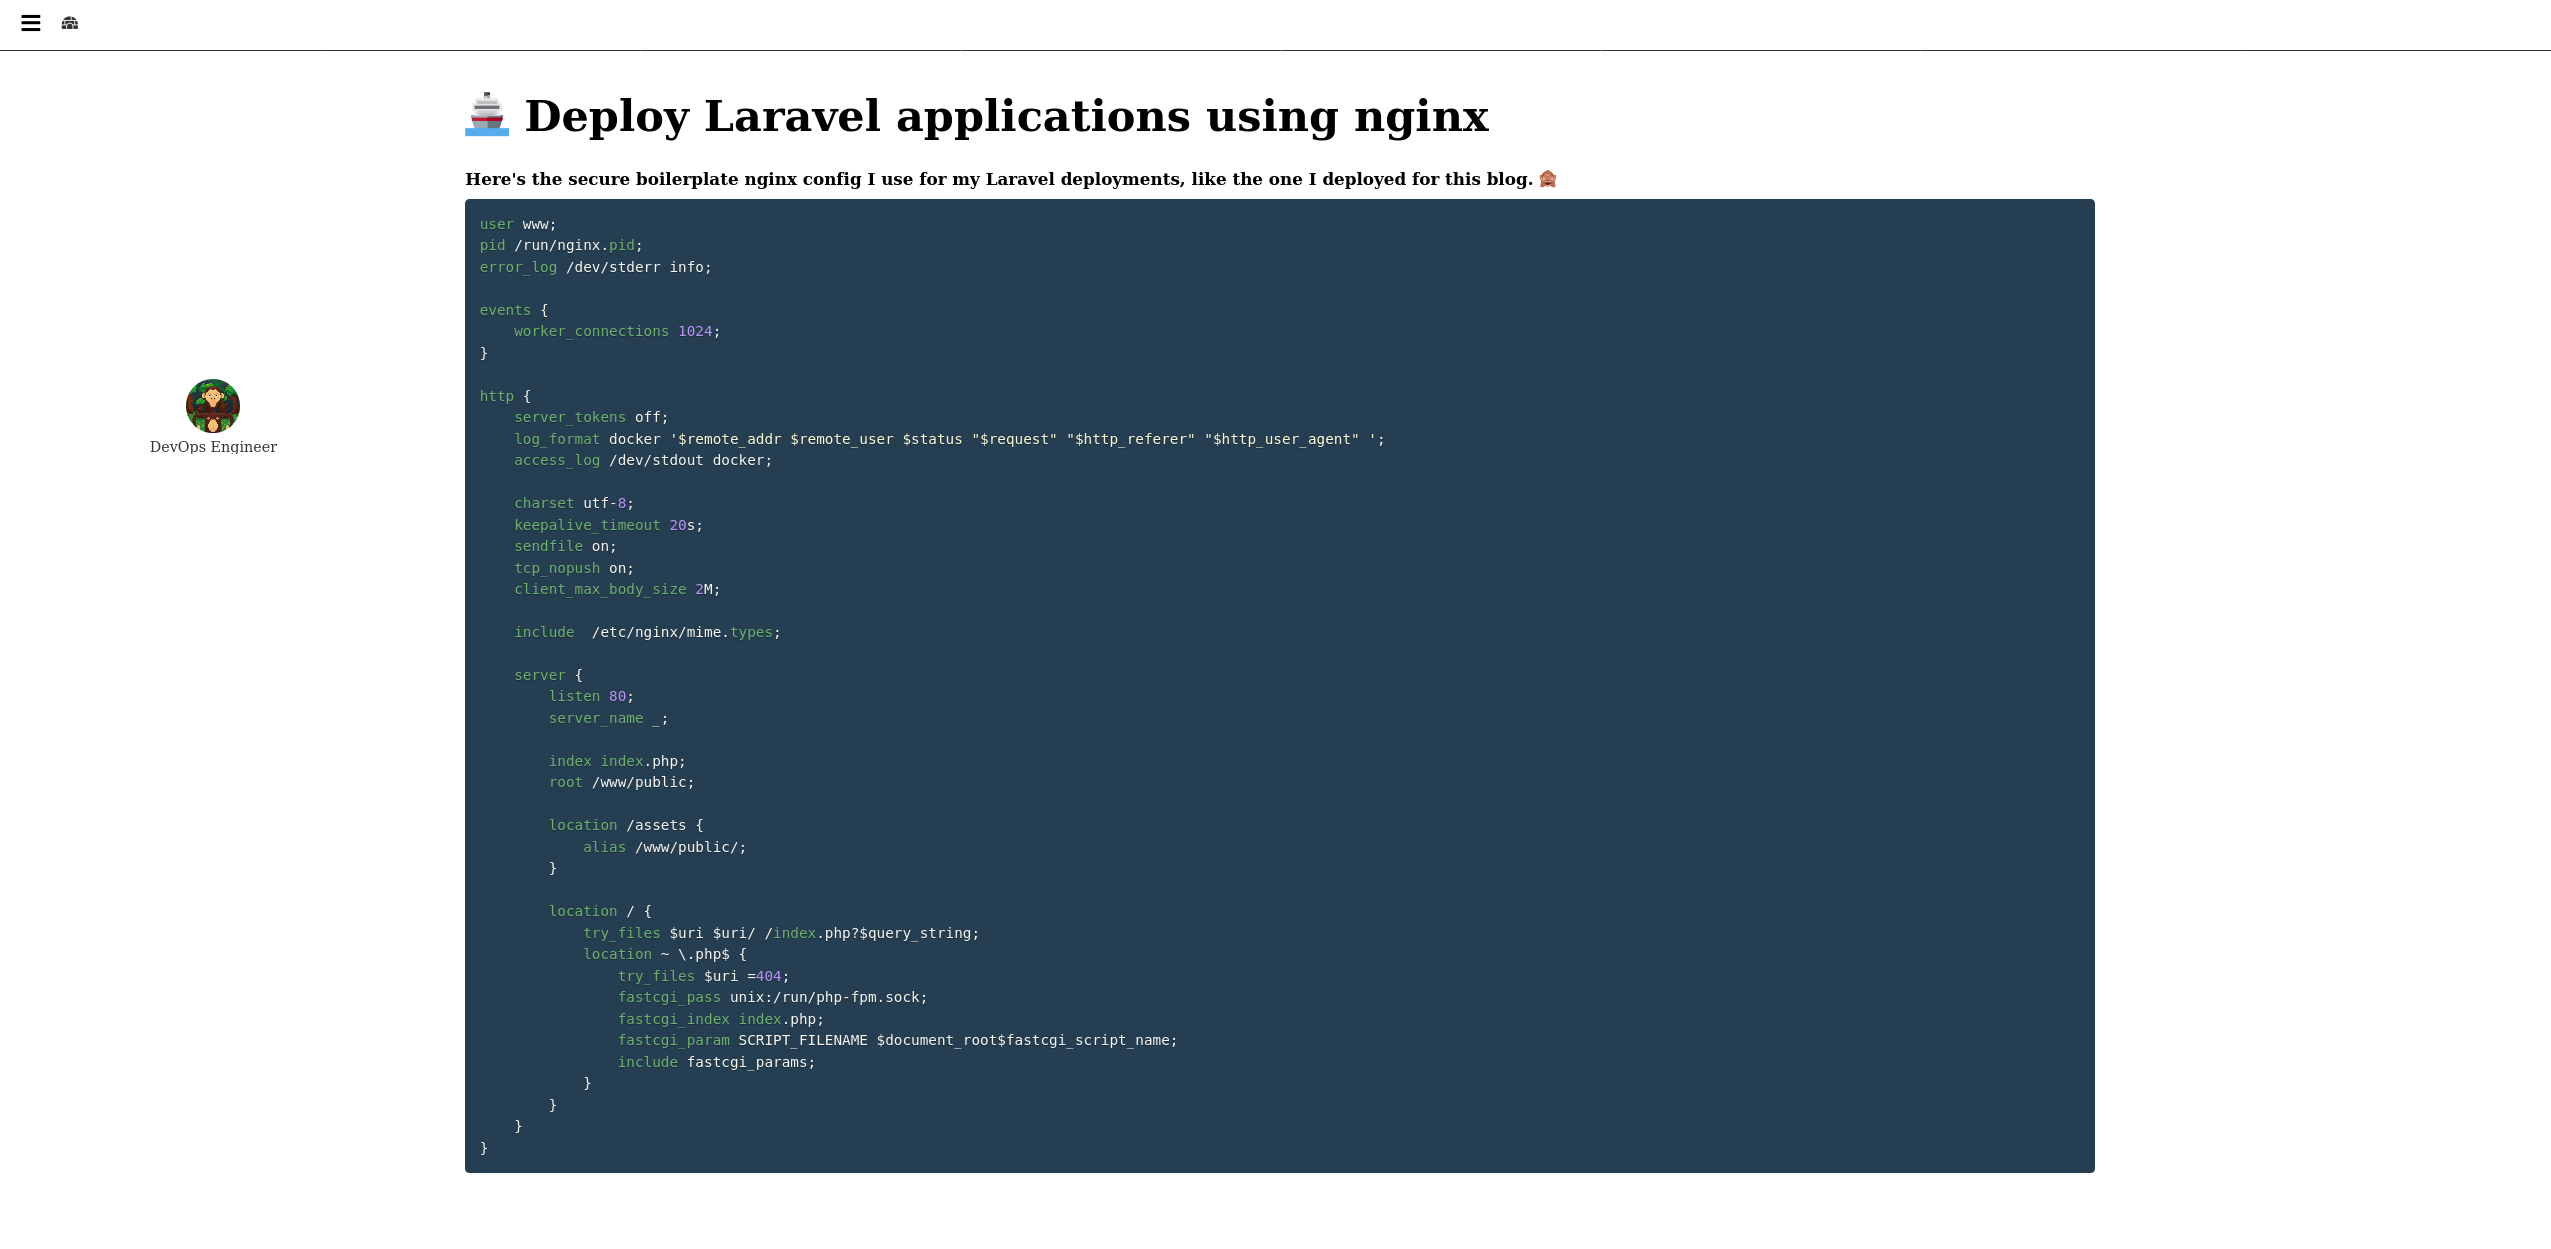 Deploy Laravel applications using nginx
Here's the secure boilerplate nginx config I use for my Laravel deployments, like the one I deployed for this blog.
user www;
pid /run/nginx.pid;
error_log /dev/stderr info;
events {
    worker_connections 1024;
}
http {
    server_tokens off;
    log_format docker '$remote_addr $remote_user $status "$request" "$http_referer" "$http_user_agent" ';
    access_log /dev/stdout docker;
    charset utf-8;
    keepalive_timeout 20s;
    sendfile on;
    tcp_nopush on;
    client_max_body_size 2M;
    include  /etc/nginx/mime.types;
    server {
        listen 80;
        server_name _;
        index index.php;
        root /www/public;
        location /assets {
            alias /www/public/;
        }
        location / {
            try_files $uri $uri/ /index.php?$query_string;
            location ~ \.php$ {
                try_files $uri =404;
                fastcgi_pass unix:/run/php-fpm.sock;
                fastcgi_index index.php;
                fastcgi_param SCRIPT_FILENAME $document_root$fastcgi_script_name;
                include fastcgi_params;
            }
        }
    }
}
DevOps Engineer